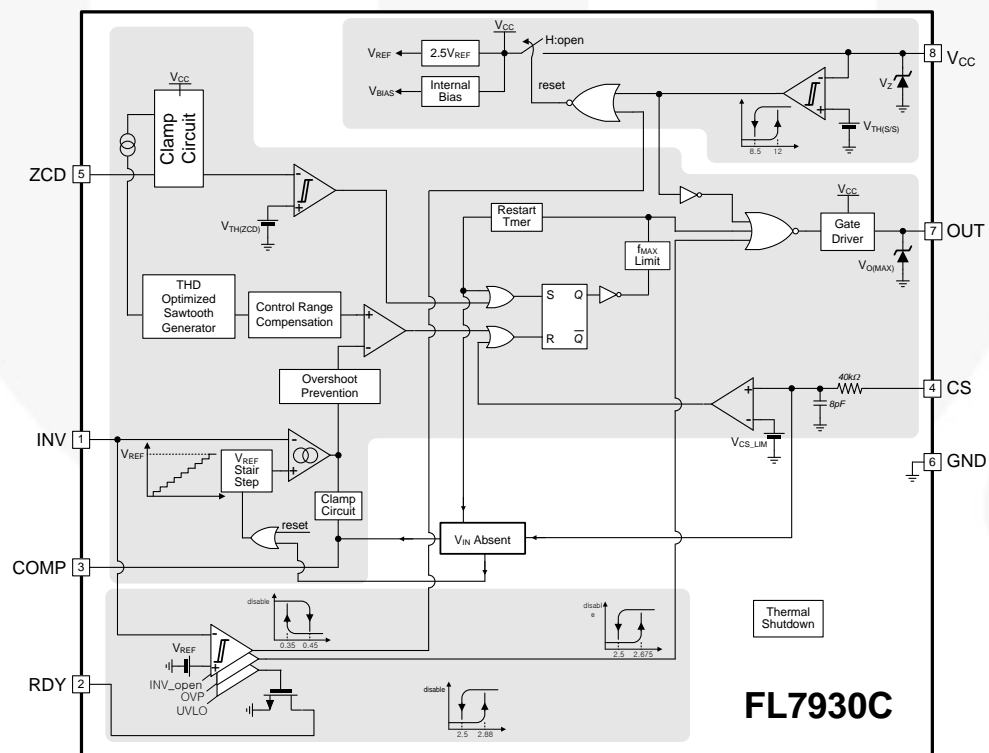 VCC
H:open
VREF
2.5VREF
8
VCC
reset
VZ
VBIAS
Internal
Bias
VCC
VTH(S/S)
8.5 12
Clamp
Circuit
ZCD
5
VTH(ZCD)
Restart
Tmer
VCC
Gate
Driver
7
OUT
fMAX
Limit
VO(MAX)
THD
Optimized
Sawtooth
Generator
Control Range
Compensation
+
-
S Q
R Q
Overshoot
Prevention
40kΩ
4
CS
8pF
VCS_LIM
INV
1
VREF
VREF
Stair
Step
6
GND
Clamp
Circuit
reset
VIN Absent
COMP
3
disable
0.35 0.45
disabl
e
2.5 2.675
Thermal
Shutdown
VREF
INV_open
OVP
UVLO
RDY
2
disable
2.5 2.88
FL7930C